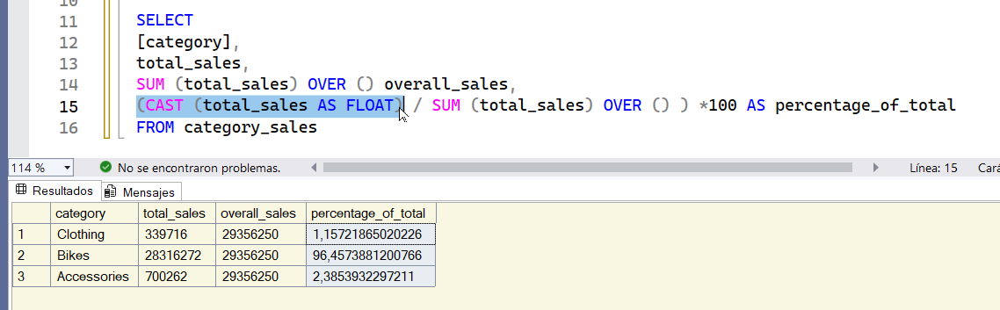 10
11 SELECT
12 [category],
13 total_sales,
14 SUM (total_sales) OVER () overall_sales,
15 (CAST (total_sales AS FLOAT) / SUM (total_sales) OVER () ) *100 AS percentage_of_total
16 FROM category_sales
114 % No se encontraron problemas. Línea: 15 Cará
Resultados Mensajes
category total_sales overall_sales percentage_of_total
1 Clothing 339716 29356250 1,15721865020226
2 Bikes 28316272 29356250 96,4573881200766
3 Accessories 700262 29356250 2,3853932297211